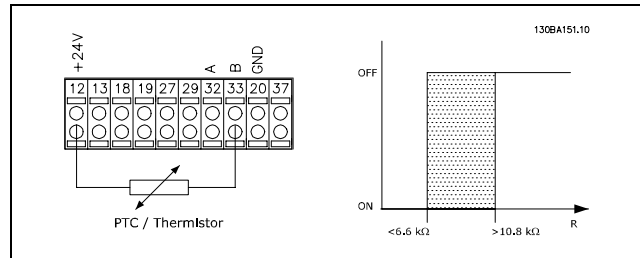 130BA151.10
+24V
A
B
GND
12 13 18 19 27 29 32 33 20 37
PTC / Thermistor
OFF
ON
<6.6 kΩ
>10.8 kΩ
R